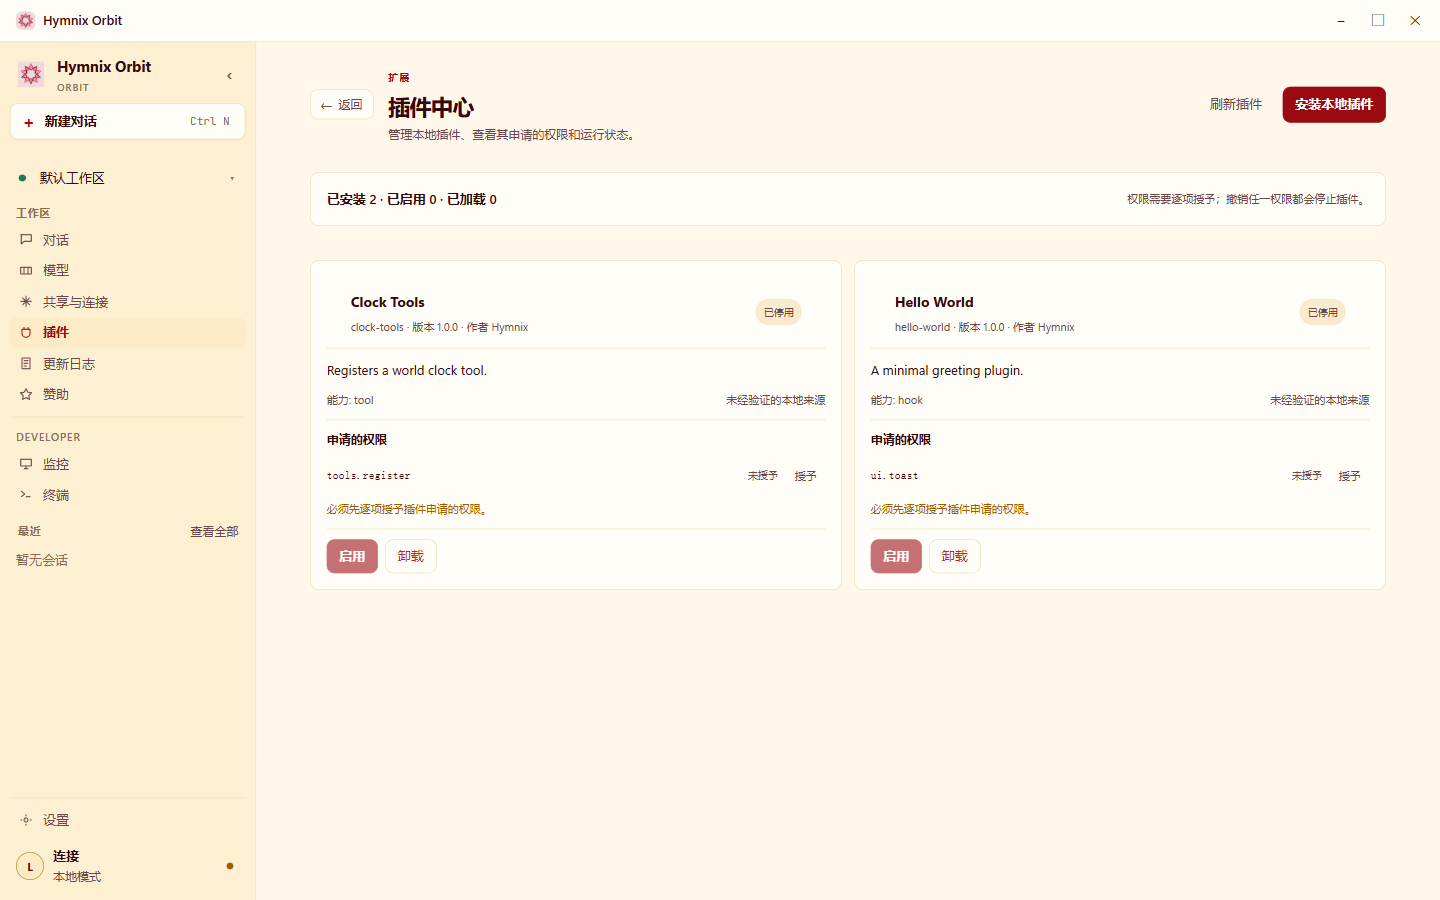 Hymnix Orbit
Hymnix Orbit
ORBIT
+ 新建对话 Ctrl N
默认工作区
工作区
对话
模型
共享与连接
插件
更新日志
赞助
DEVELOPER
监控
终端
最近 查看全部
暂无会话
设置
L
连接
本地模式
← 返回
扩展
插件中心
管理本地插件、查看其申请的权限和运行状态。
刷新插件
安装本地插件
已安装 2 · 已启用 0 · 已加载 0
权限需要逐项授予；撤销任一权限都会停止插件。
Clock Tools
clock-tools · 版本 1.0.0 · 作者 Hymnix
已停用
Registers a world clock tool.
能力: tool 未经验证的本地来源
申请的权限
tools.register 未授予 授予
必须先逐项授予插件申请的权限。
启用 卸载
Hello World
hello-world · 版本 1.0.0 · 作者 Hymnix
已停用
A minimal greeting plugin.
能力: hook 未经验证的本地来源
申请的权限
ui.toast 未授予 授予
必须先逐项授予插件申请的权限。
启用 卸载